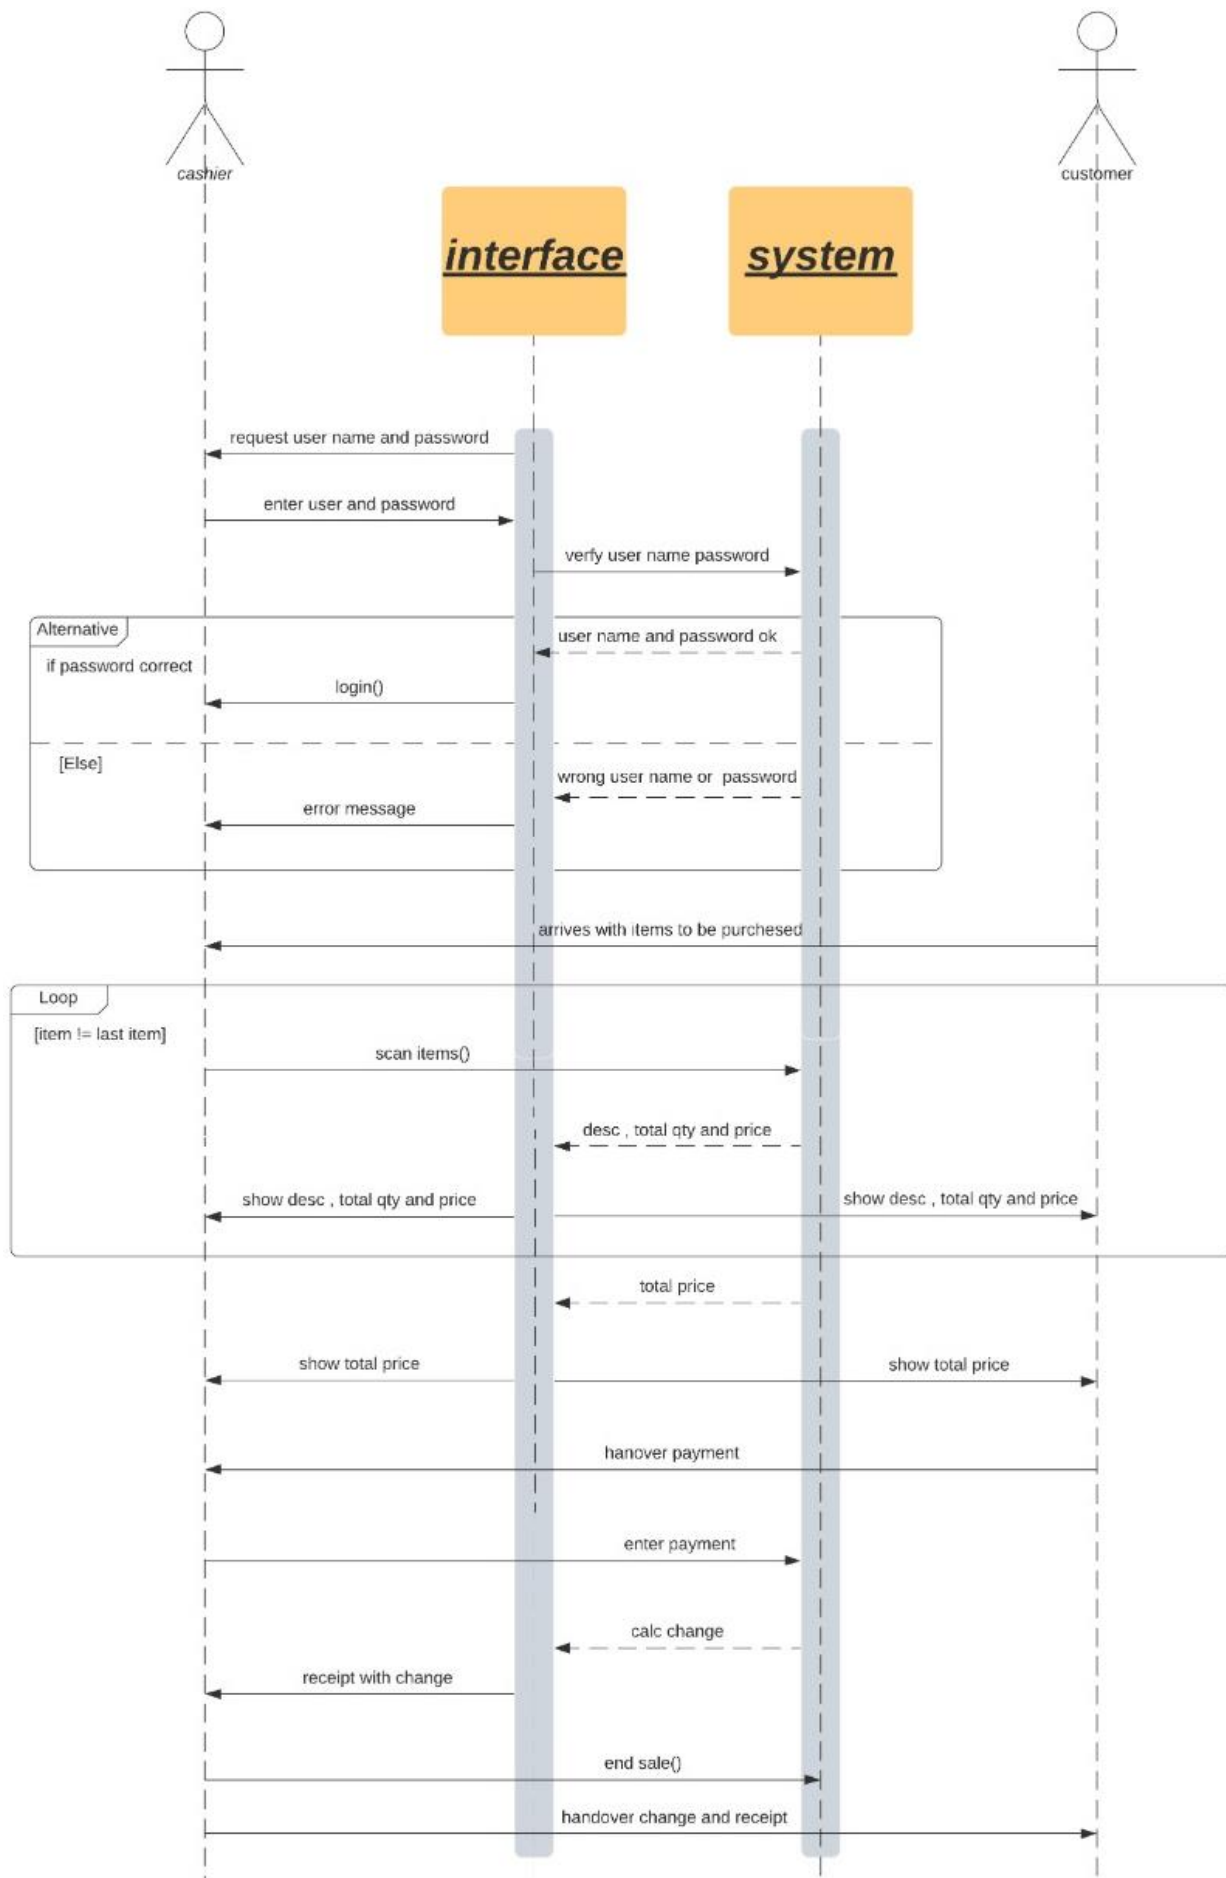 cashier
customer
interface
system
request user name and password
enter user and password
verfy user name password
Alternative
user name and password ok
if password correct
login()
[Else]
wrong user name or  password
error message
arrives with items to be purchesed
Loop
[item != last item]
scan items()
desc , total qty and price
show desc , total qty and price
show desc , total qty and price
total price
show total price
show total price
hanover payment
enter payment
calc change
receipt with change
end sale()
handover change and receipt